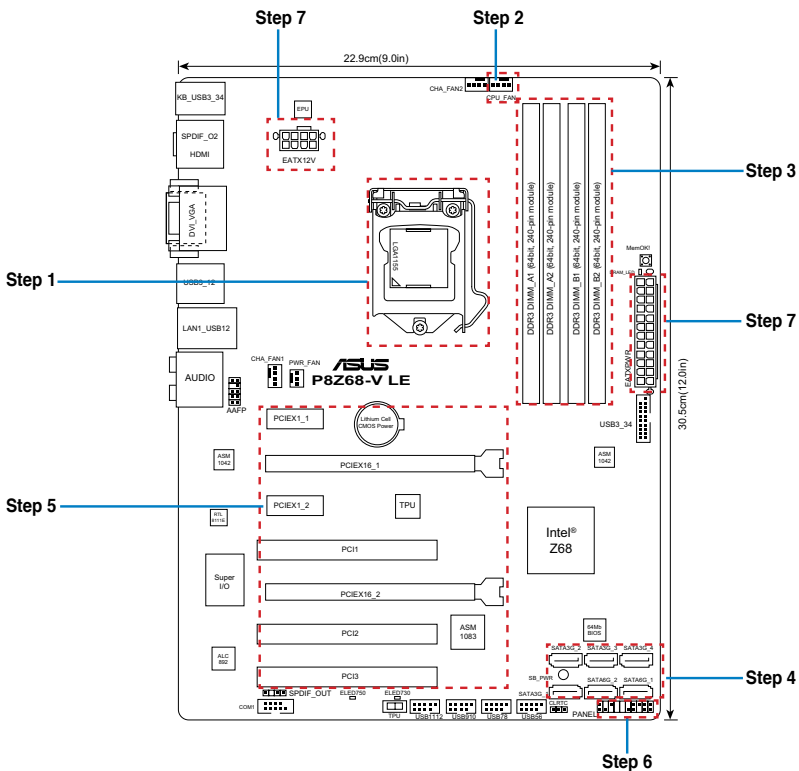 Step 7
Step 2
22.9cm(9.0in)
CHA_FAN2
CPU_FAN
KB_USB3_34
EPU
SPDIF_O2
HDMI
EATX12V
Step 3
DVI_VGA
LGA1155
DDR3 DIMM_A1 (64bit, 240-pin module)
DDR3 DIMM_A2 (64bit, 240-pin module)
DDR3 DIMM_B1 (64bit, 240-pin module)
DDR3 DIMM_B2 (64bit, 240-pin module)
MemOK!
DRAM_LED
Step 1
USB3_12
LAN1_USB12
Step 7
EATXPWR
30.5cm(12.0in)
CHA_FAN1
PWR_FAN
ASUS
P8Z68-V LE
AUDIO
AAFP
PCIEX1_1
Lithium Cell
CMOS Power
USB3_34
ASM
1042
PCIEX16_1
ASM
1042
Step 5
PCIEX1_2
TPU
RTL
8111E
Intel®
Z68
PCI1
Super
I/O
PCIEX16_2
ASM
1083
64Mb
BIOS
PCI2
ALC
892
SATA3G_2
SATA3G_3
SATA3G_4
SB_PWR
Step 4
PCI3
SATA6G_2
SATA6G_1
SPDIF_OUT
ELED750
ELED730
COM1
TPU
USB1112
USB910
USB78
USB56
CLRTC
PANEL
Step 6